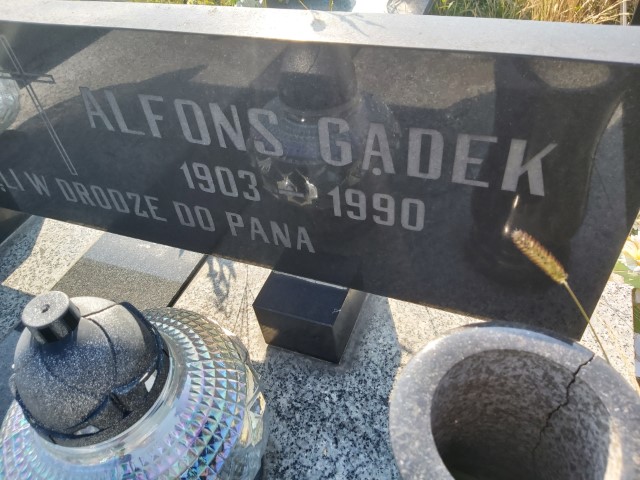 ALFONS GĄDEK
1903 - 1990
W DRODZE DO PANA